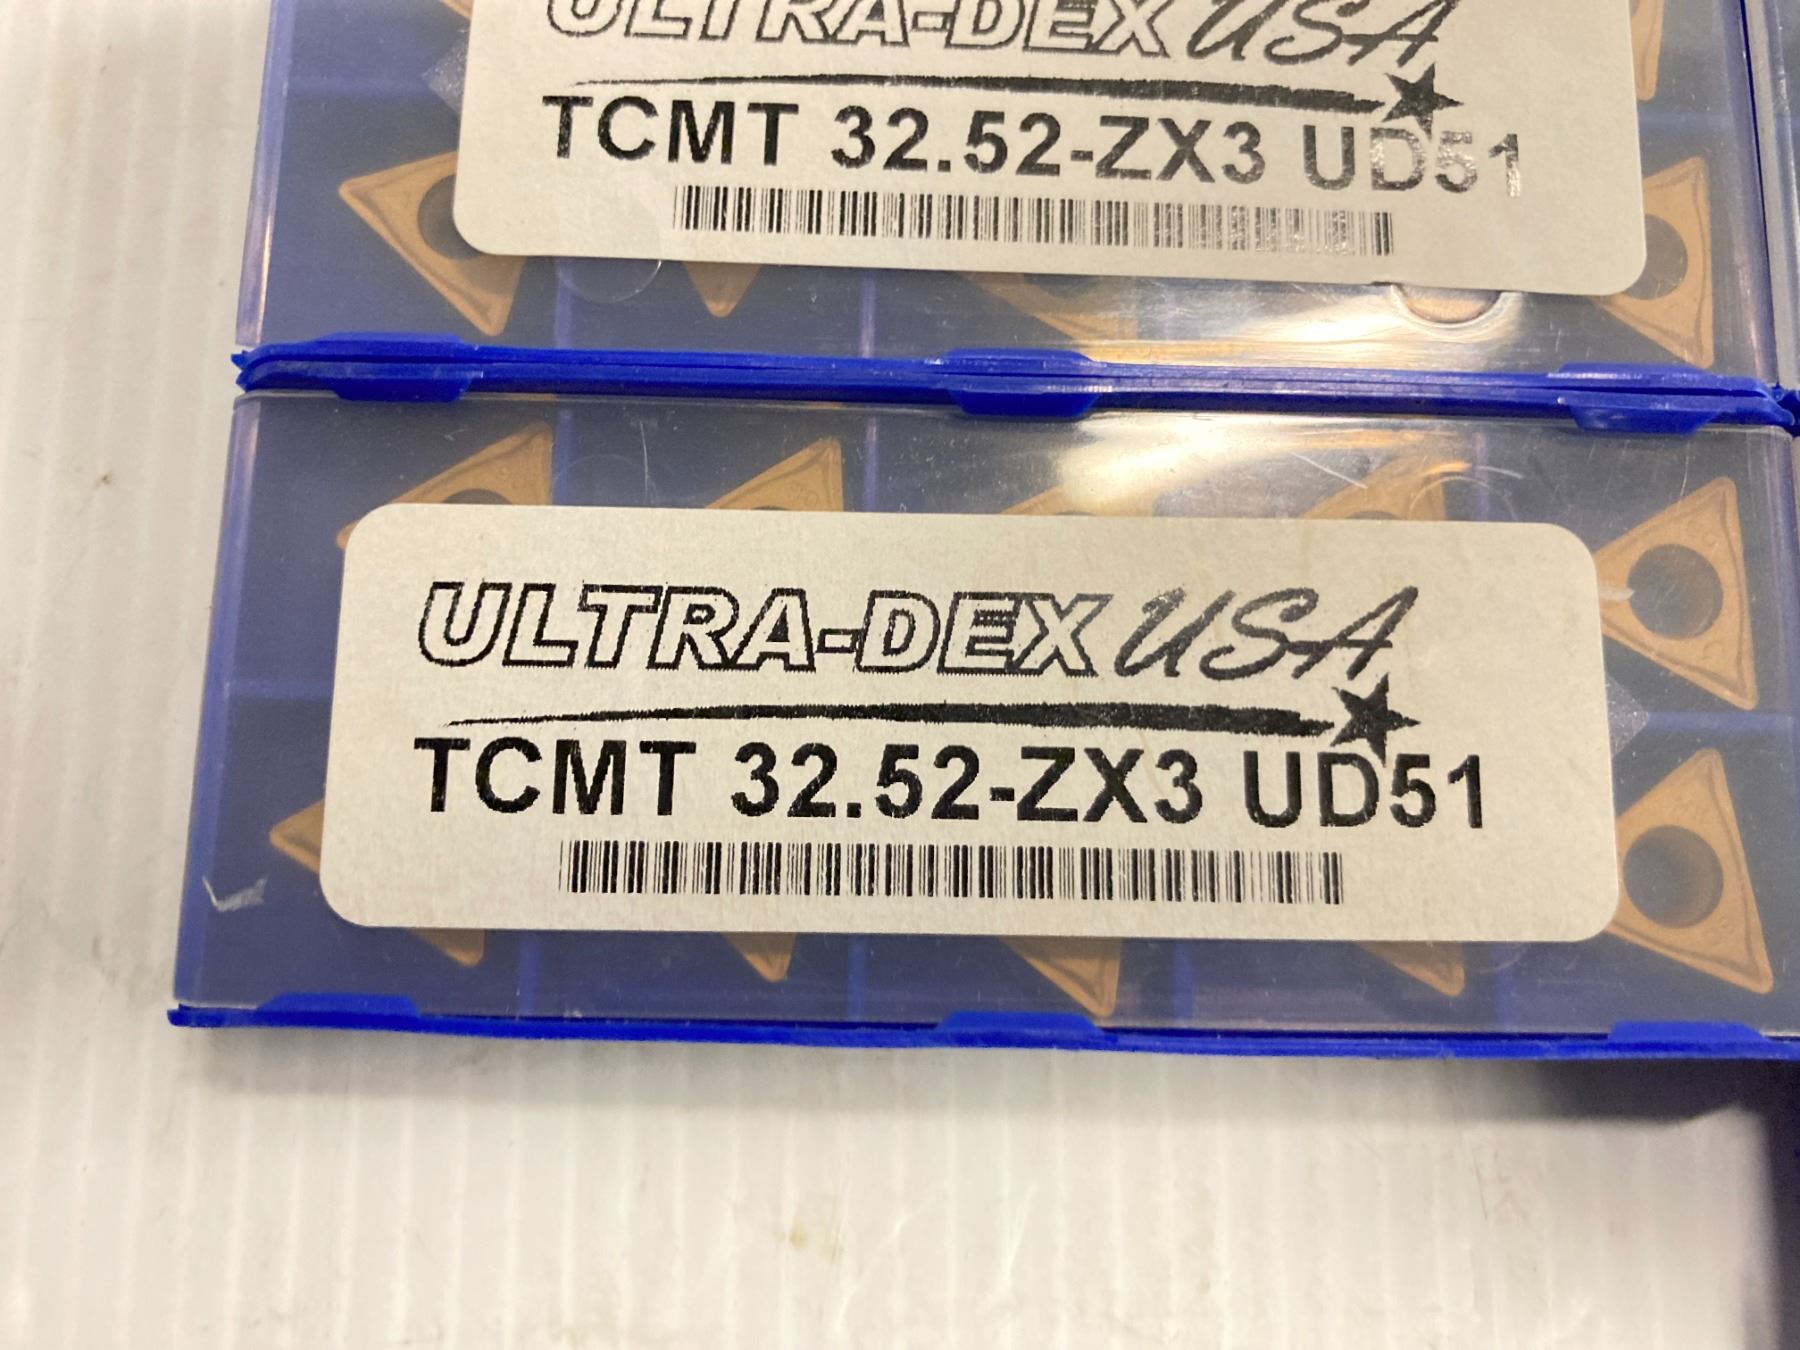 ULTRA-DEX USA
TCMT 32.52-ZX3 UD51
ULTRA-DEX USA
TCMT 32.52-ZX3 UD51